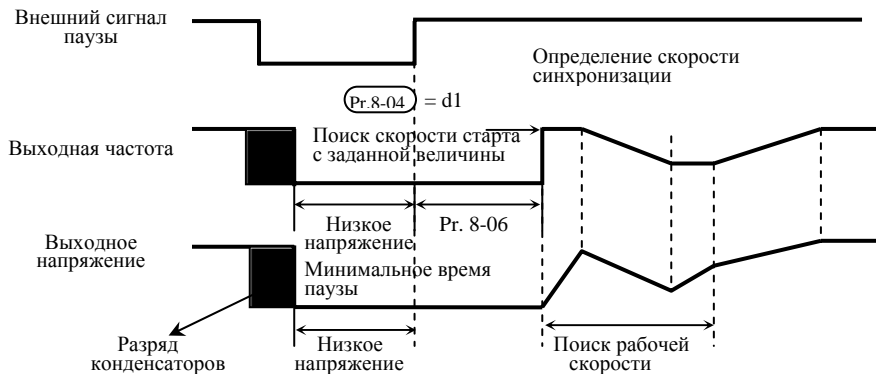 Внешний сигнал
паузы
Определение скорости
синхронизации
Pr.8-04 = d1
Выходная частота
Поиск скорости старта
с заданной величины
Низкое
напряжение
Pr. 8-06
Выходное
напряжение
Минимальное время
паузы
Разряд
конденсаторов
Низкое
напряжение
Поиск рабочей
скорости